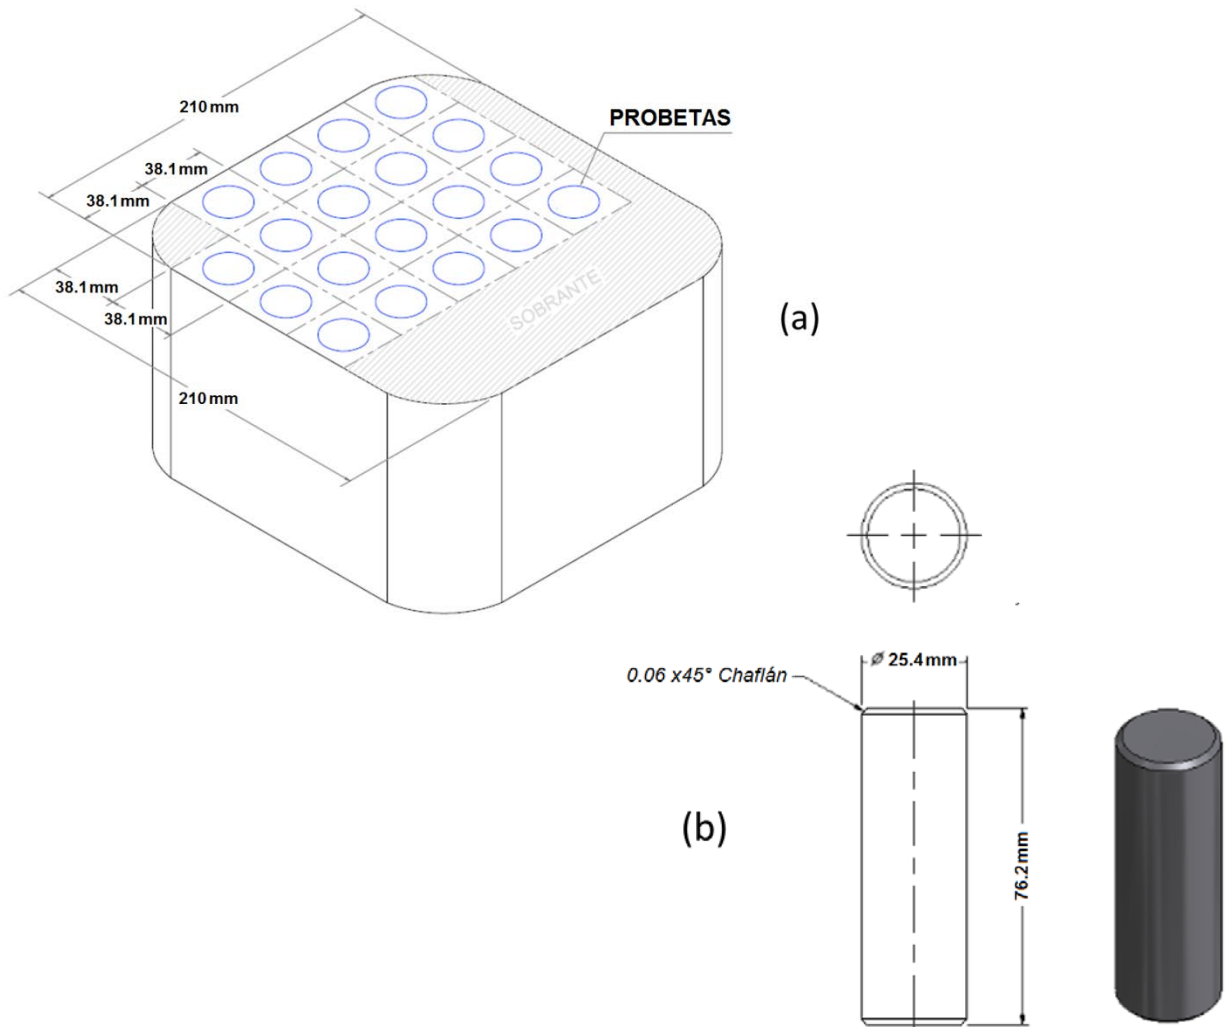 210 mm
PROBETAS
38.1 mm
38.1 mm
38.1 mm
38.1 mm
SOBRANTE
(a)
210 mm
Ø 25.4 mm
0.06 x45° Chaflán
76.2 mm
(b)